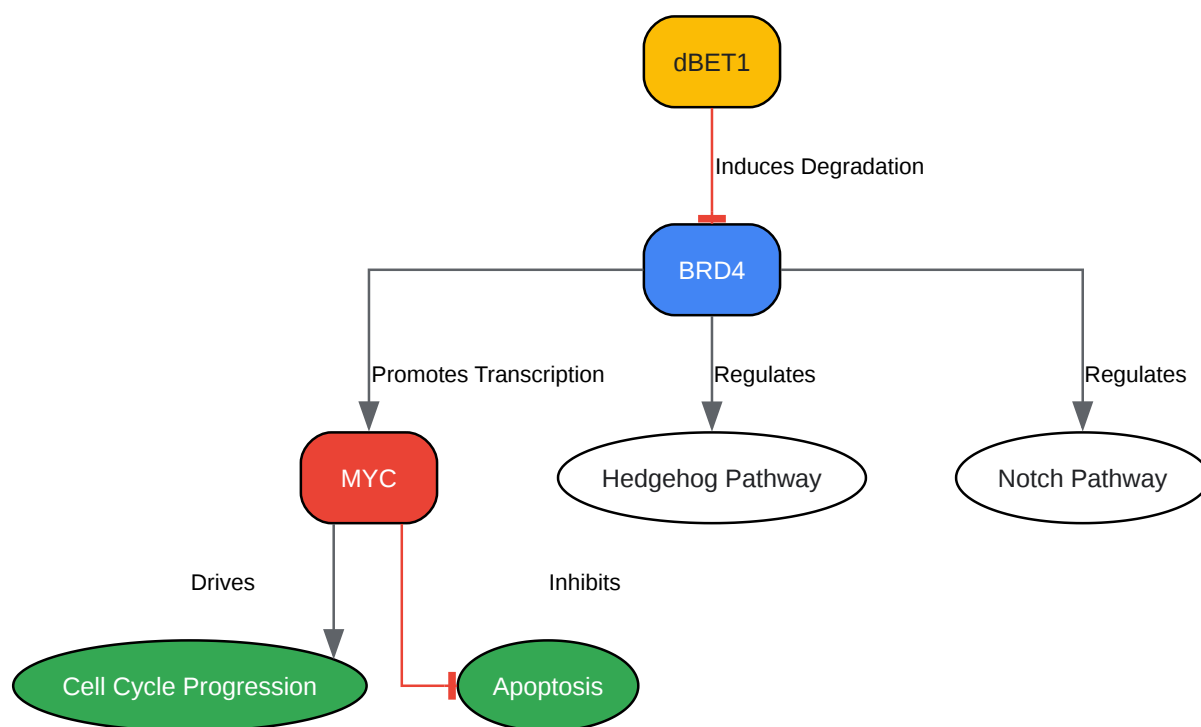 dBET1
Induces Degradation
BRD4
Promotes Transcription
Regulates
Regulates
MYC
Hedgehog Pathway
Notch Pathway
Drives
Inhibits
Cell Cycle Progression
Apoptosis